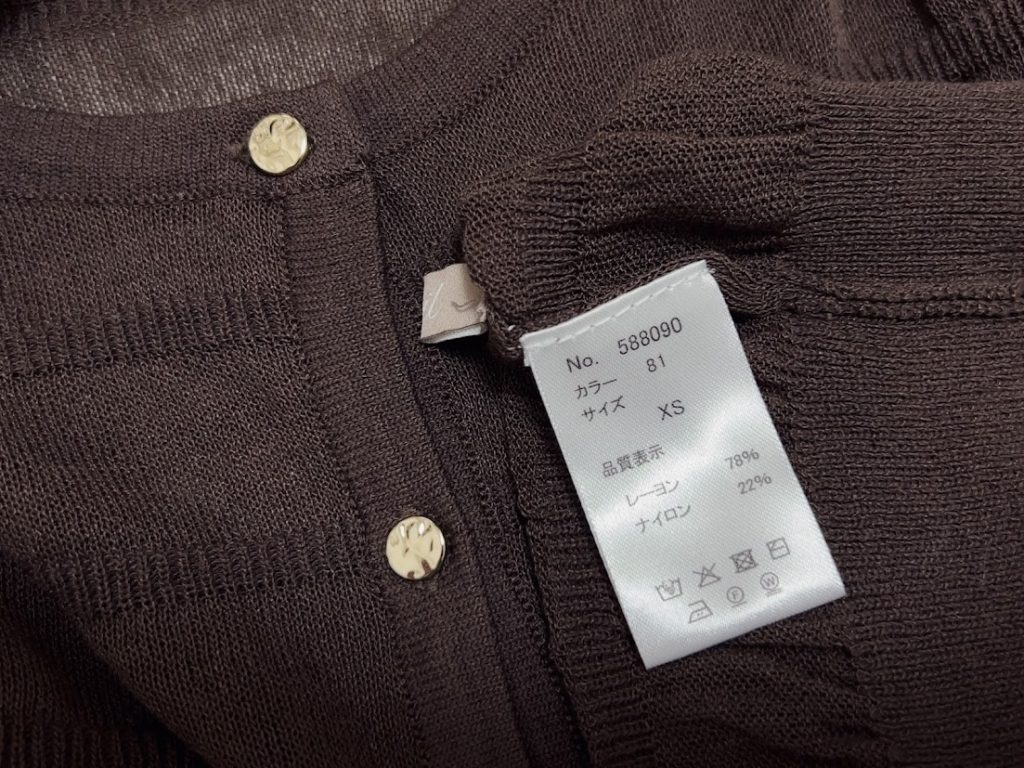 No. 588090
カラー 81
サイズ XS
品質表示
レーヨン 78%
ナイロン 22%
F W